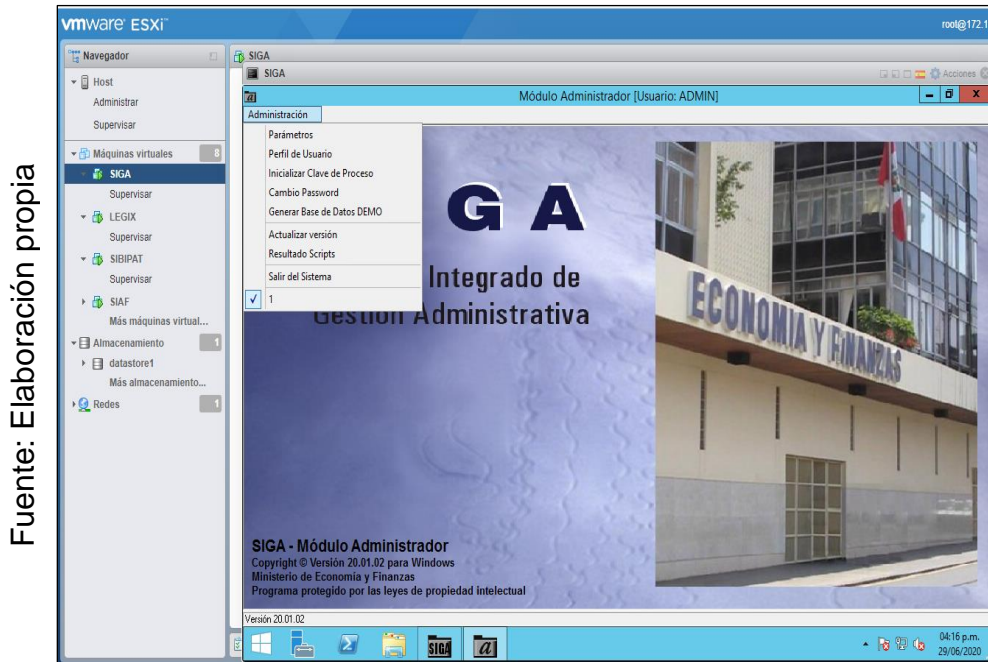 Fuente: Elaboración propia
vmware ESXi™
root@172.1
Navegador
Host
Administrar
Supervisar
Máquinas virtuales 8
SIGA
Supervisar
LEGIX
Supervisar
SIBIPAT
Supervisar
SIAF
Más máquinas virtual...
Almacenamiento 1
datastore1
Más almacenamiento...
Redes 1
SIGA
SIGA
Acciones
Módulo Administrador [Usuario: ADMIN]
Administración
Parámetros
Perfil de Usuario
Inicializar Clave de Proceso
Cambio Password
Generar Base de Datos DEMO
Actualizar versión
Resultado Scripts
Salir del Sistema
1
G A
Integrado de
Gestión Administrativa
ECONOMIA Y FINANZAS
SIGA - Módulo Administrador
Copyright © Versión 20.01.02 para Windows
Ministerio de Economía y Finanzas
Programa protegido por las leyes de propiedad intelectual
Versión 20.01.02
SIGA
a
04:16 p.m.
29/06/2020